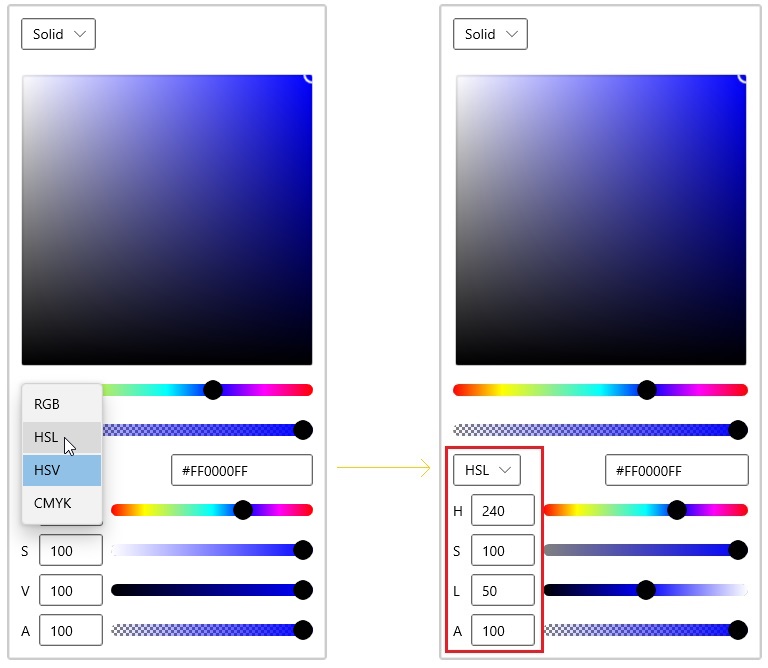 Solid
RGB
HSL
HSV
CMYK
#FF0000FF
S 100
V 100
A 100
Solid
HSL
#FF0000FF
H 240
S 100
L 50
A 100